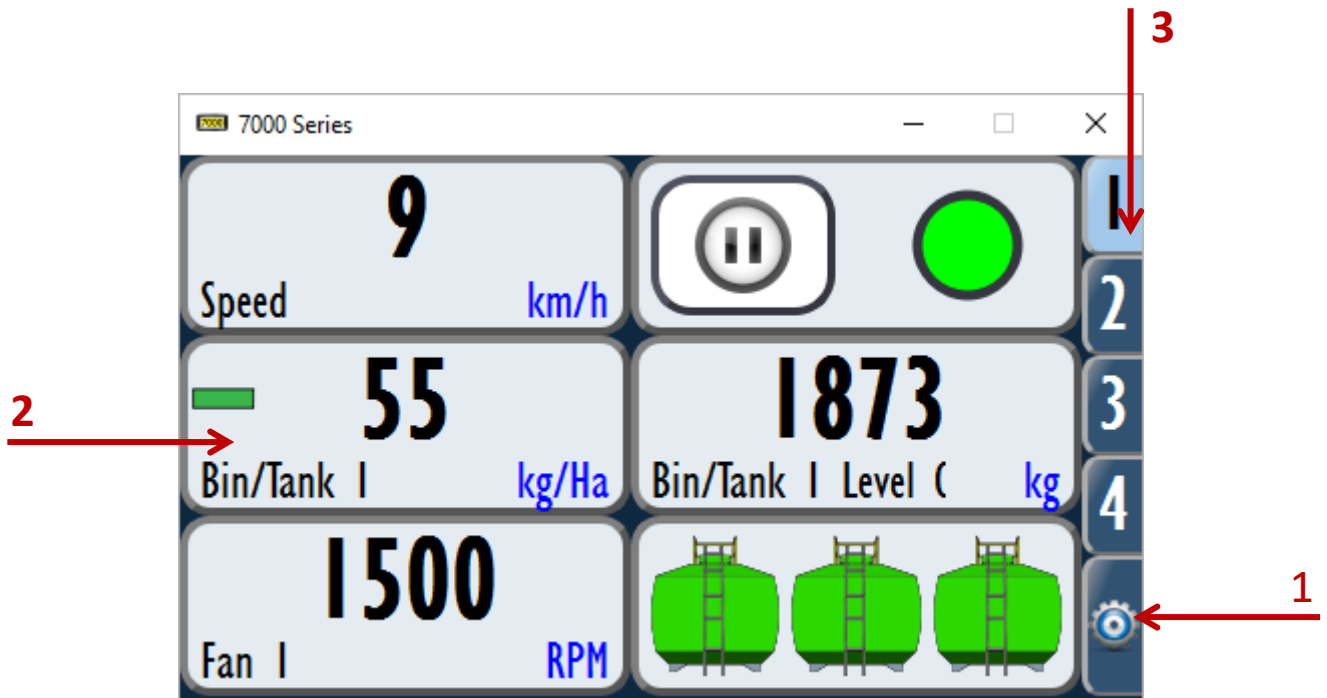 3
7000 Series
9
Speed km/h
1
2
55
Bin/Tank 1 kg/Ha
1873
Bin/Tank 1 Level C kg
3
4
2
1500
Fan 1 RPM
1